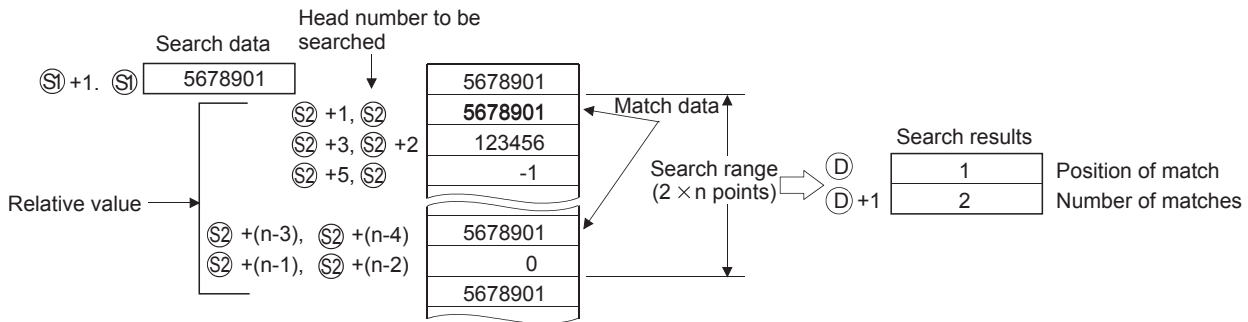 Head number to be
searched
Search data
S1 +1. S1 5678901
5678901
S2 +1, S2 5678901
S2 +3, S2 +2 123456
S2 +5, S2 -1
Match data
Relative value
S2 +(n-3), S2 +(n-4) 5678901
S2 +(n-1), S2 +(n-2) 0
5678901
Search range
(2 × n points)
Search results
D 1 Position of match
D +1 2 Number of matches